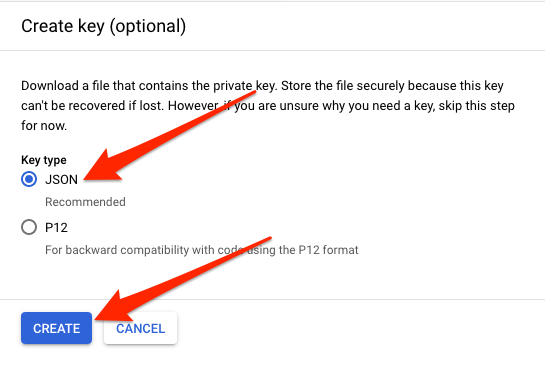 Create key (optional)
Download a file that contains the private key. Store the file securely because this key
can't be recovered if lost. However, if you are unsure why you need a key, skip this step
for now.
Key type
JSON
Recommended
P12
For backward compatibility with code using the P12 format
CREATE
CANCEL